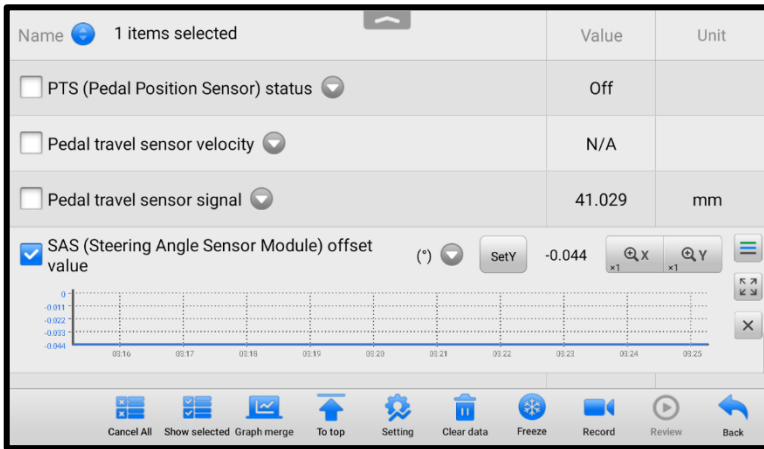 Name 1 items selected Value Unit
PTS (Pedal Position Sensor) status Off
Pedal travel sensor velocity N/A
Pedal travel sensor signal 41.029 mm
SAS (Steering Angle Sensor Module) offset value (°) SetY -0.044 X x1 Y x1
0
-0.011
-0.022
-0.033
-0.044
03:16 03:17 03:18 03:19 03:20 03:21 03:22 03:23 03:24 03:25
Cancel All Show selected Graph merge To top Setting Clear data Freeze Record Review Back